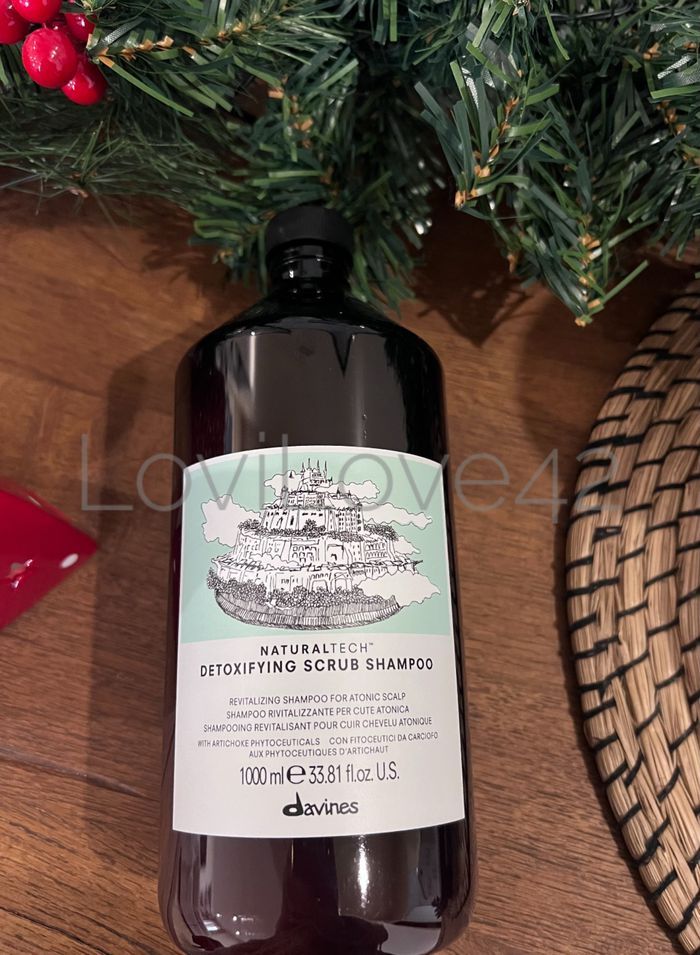 LoviLove42
NATURALTECH™
DETOXIFYING SCRUB SHAMPOO
REVITALIZING SHAMPOO FOR ATONIC SCALP
SHAMPOO RIVITALIZZANTE PER CUTE ATONICA
SHAMPOOING REVITALISANT POUR CUIR CHEVELU ATONIQUE
WITH ARTICHOKE PHYTOCEUTICALS CON FITOCEUTICI DA CARCIOFO
AUX PHYTOCEUTIQUES D'ARTICHAUT
1000 ml ℮ 33.81 fl.oz. U.S.
davines